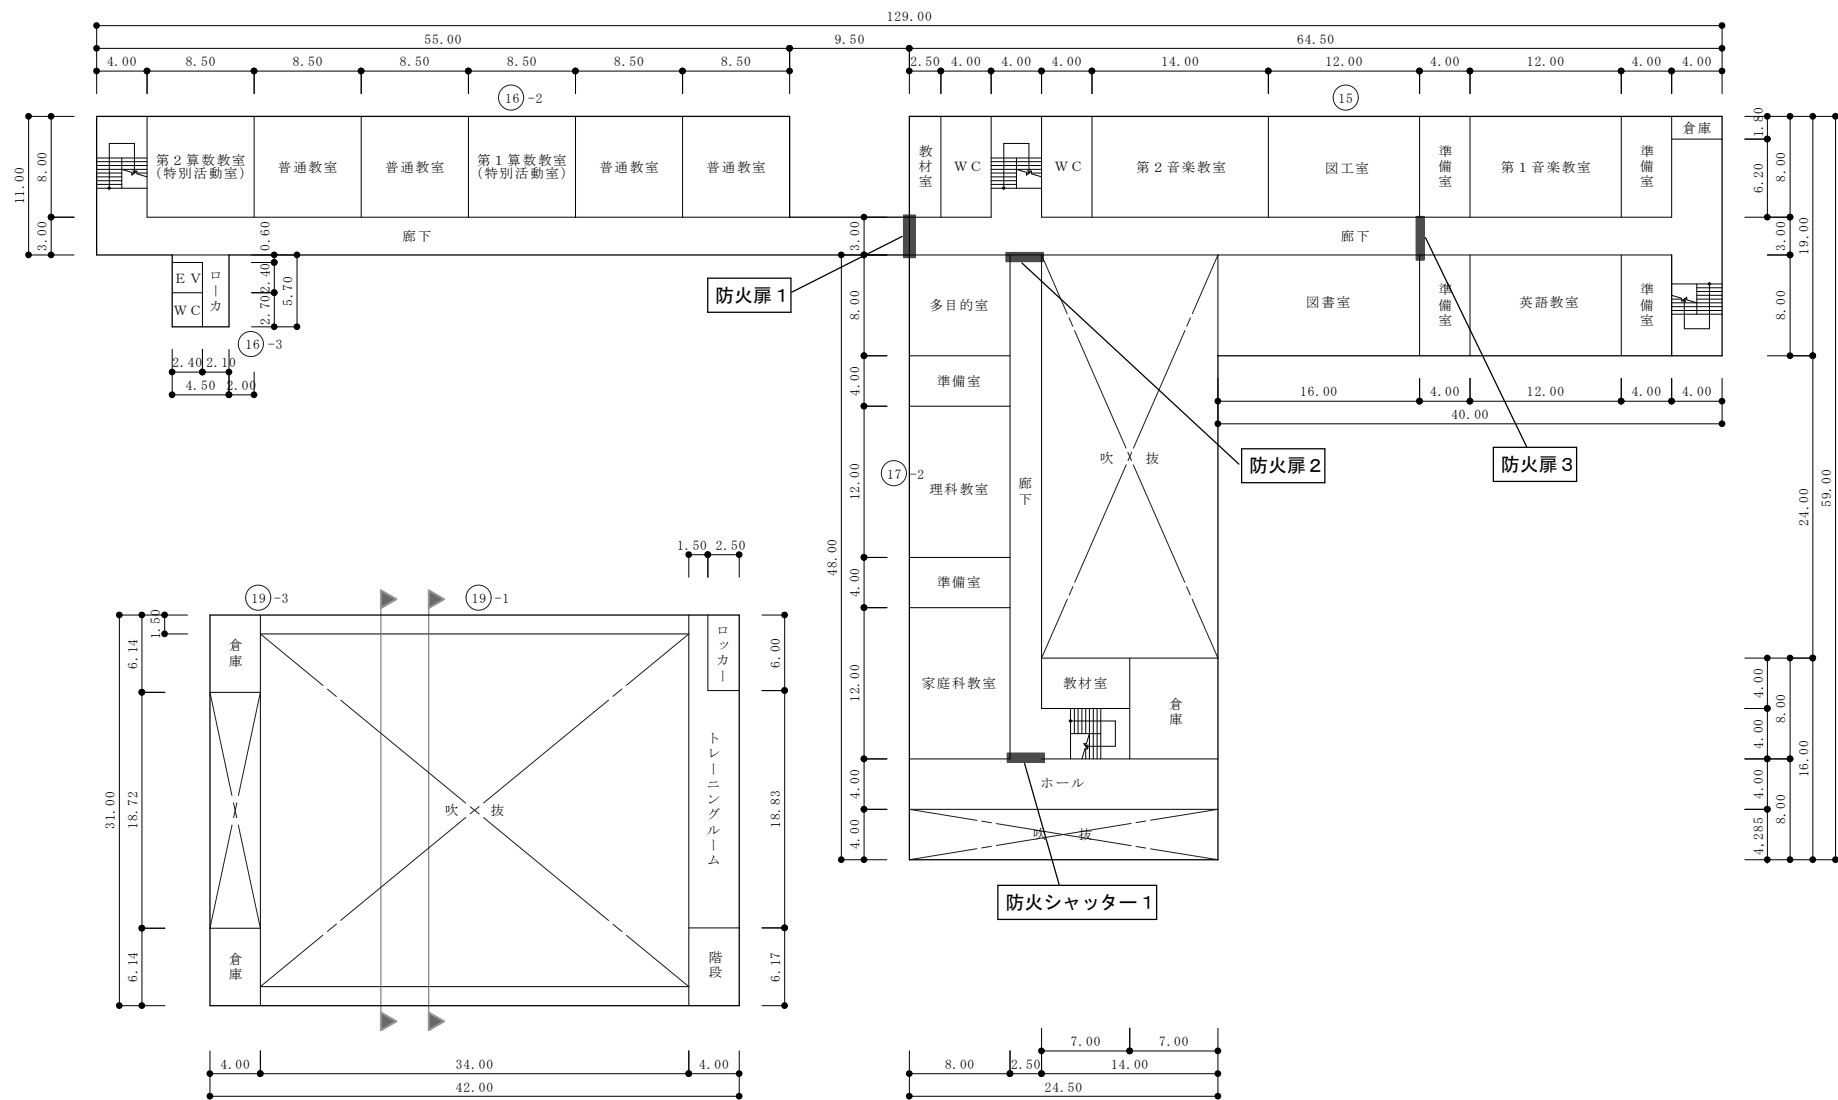 129.00
55.00
9.50
64.50
4.00
8.50
8.50
8.50
8.50
8.50
8.50
2.50
4.00
4.00
4.00
14.00
12.00
4.00
12.00
4.00
4.00
16-2
15
11.00
8.00
3.00
第2算数教室
(特別活動室)
普通教室
普通教室
第1算数教室
(特別活動室)
普通教室
普通教室
教材室
WC
WC
第2音楽教室
図工室
準備室
第1音楽教室
準備室
倉庫
1.80
6.20
8.00
3.00
19.00
8.00
59.00
廊下
廊下
3.00
0.60
2.40
2.70
5.70
EV
WC
ローカ
16-3
2.40
2.10
4.50
2.00
防火扉1
多目的室
図書室
準備室
英語教室
準備室
8.00
4.00
準備室
16.00
4.00
12.00
4.00
4.00
40.00
吹抜
防火扉2
防火扉3
17-2
12.00
理科教室
廊下
24.00
48.00
4.00
準備室
12.00
家庭科教室
教材室
倉庫
4.00
4.00
8.00
16.00
4.00
ホール
4.00
4.00
吹抜
4,285
8.00
防火シャッター1
1.50
2.50
19-3
19-1
1.50
6.14
31.00
18.72
6.14
倉庫
ロッカー
6.00
吹抜
トレーニングルーム
18.83
倉庫
階段
6.17
4.00
34.00
4.00
42.00
7.00
7.00
8.00
2.50
14.00
24.50